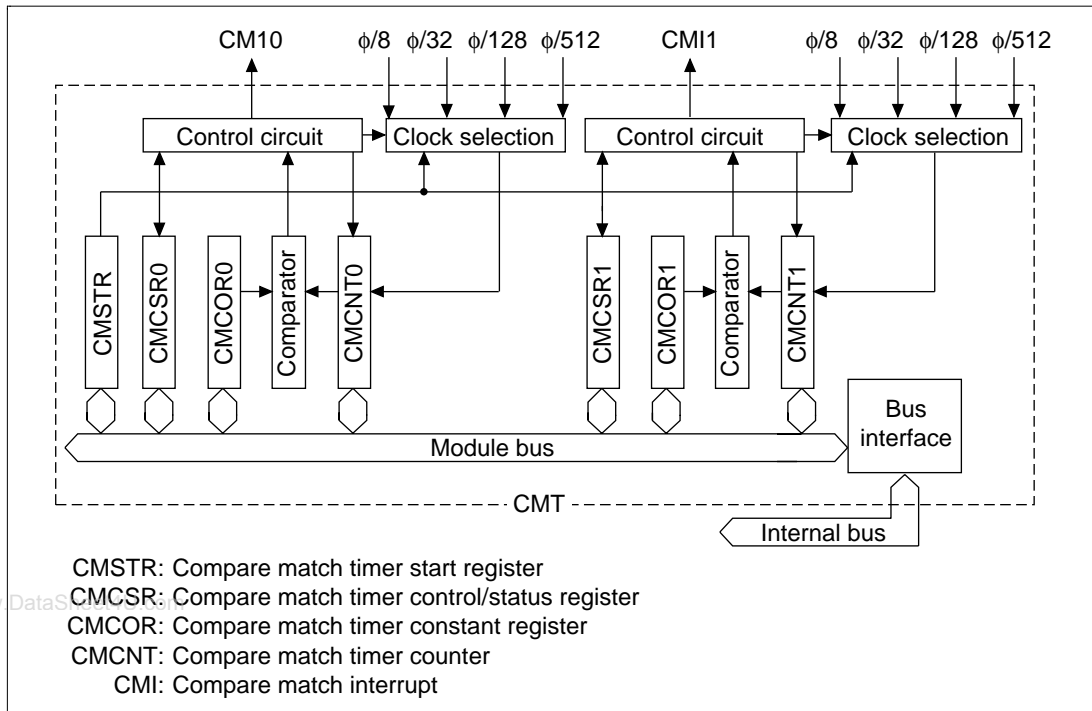 CM10 ϕ/8 ϕ/32 ϕ/128 ϕ/512 CMI1 ϕ/8 ϕ/32 ϕ/128 ϕ/512
Control circuit Clock selection Control circuit Clock selection
CMSTR CMCSR0 CMCOR0 Comparator CMCNT0 CMCSR1 CMCOR1 Comparator CMCNT1
Bus
interface
Module bus
CMT
Internal bus
CMSTR: Compare match timer start register
CMCSR: Compare match timer control/status register
CMCOR: Compare match timer constant register
CMCNT: Compare match timer counter
CMI: Compare match interrupt